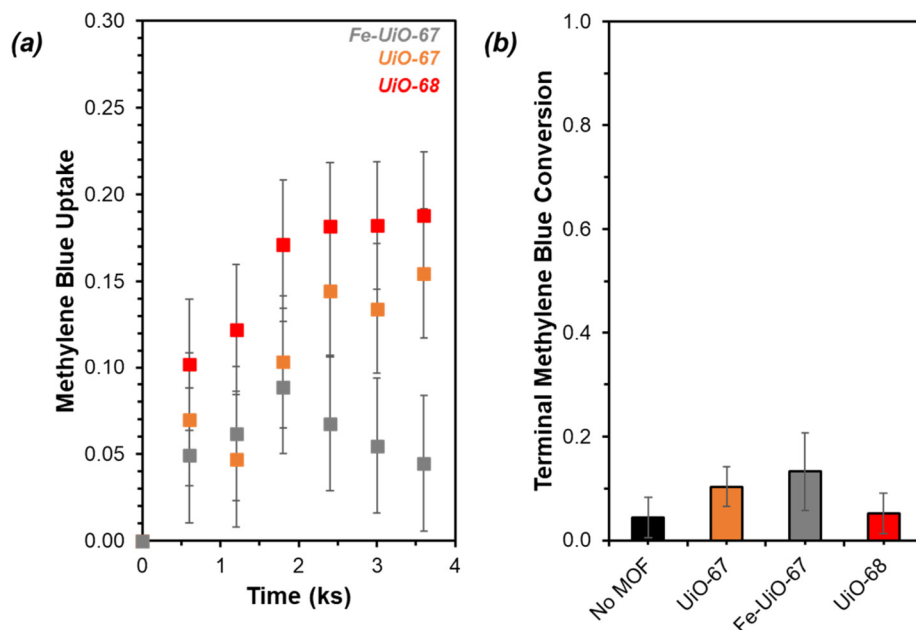 (a)
Fe-UiO-67
UiO-67
UiO-68
Methylene Blue Uptake
0.30
0.25
0.20
0.15
0.10
0.05
0.00
0
1
2
3
4
Time (ks)
(b)
Terminal Methylene Blue Conversion
1.0
0.8
0.6
0.4
0.2
0.0
No MOF
UiO-67
Fe-UiO-67
UiO-68